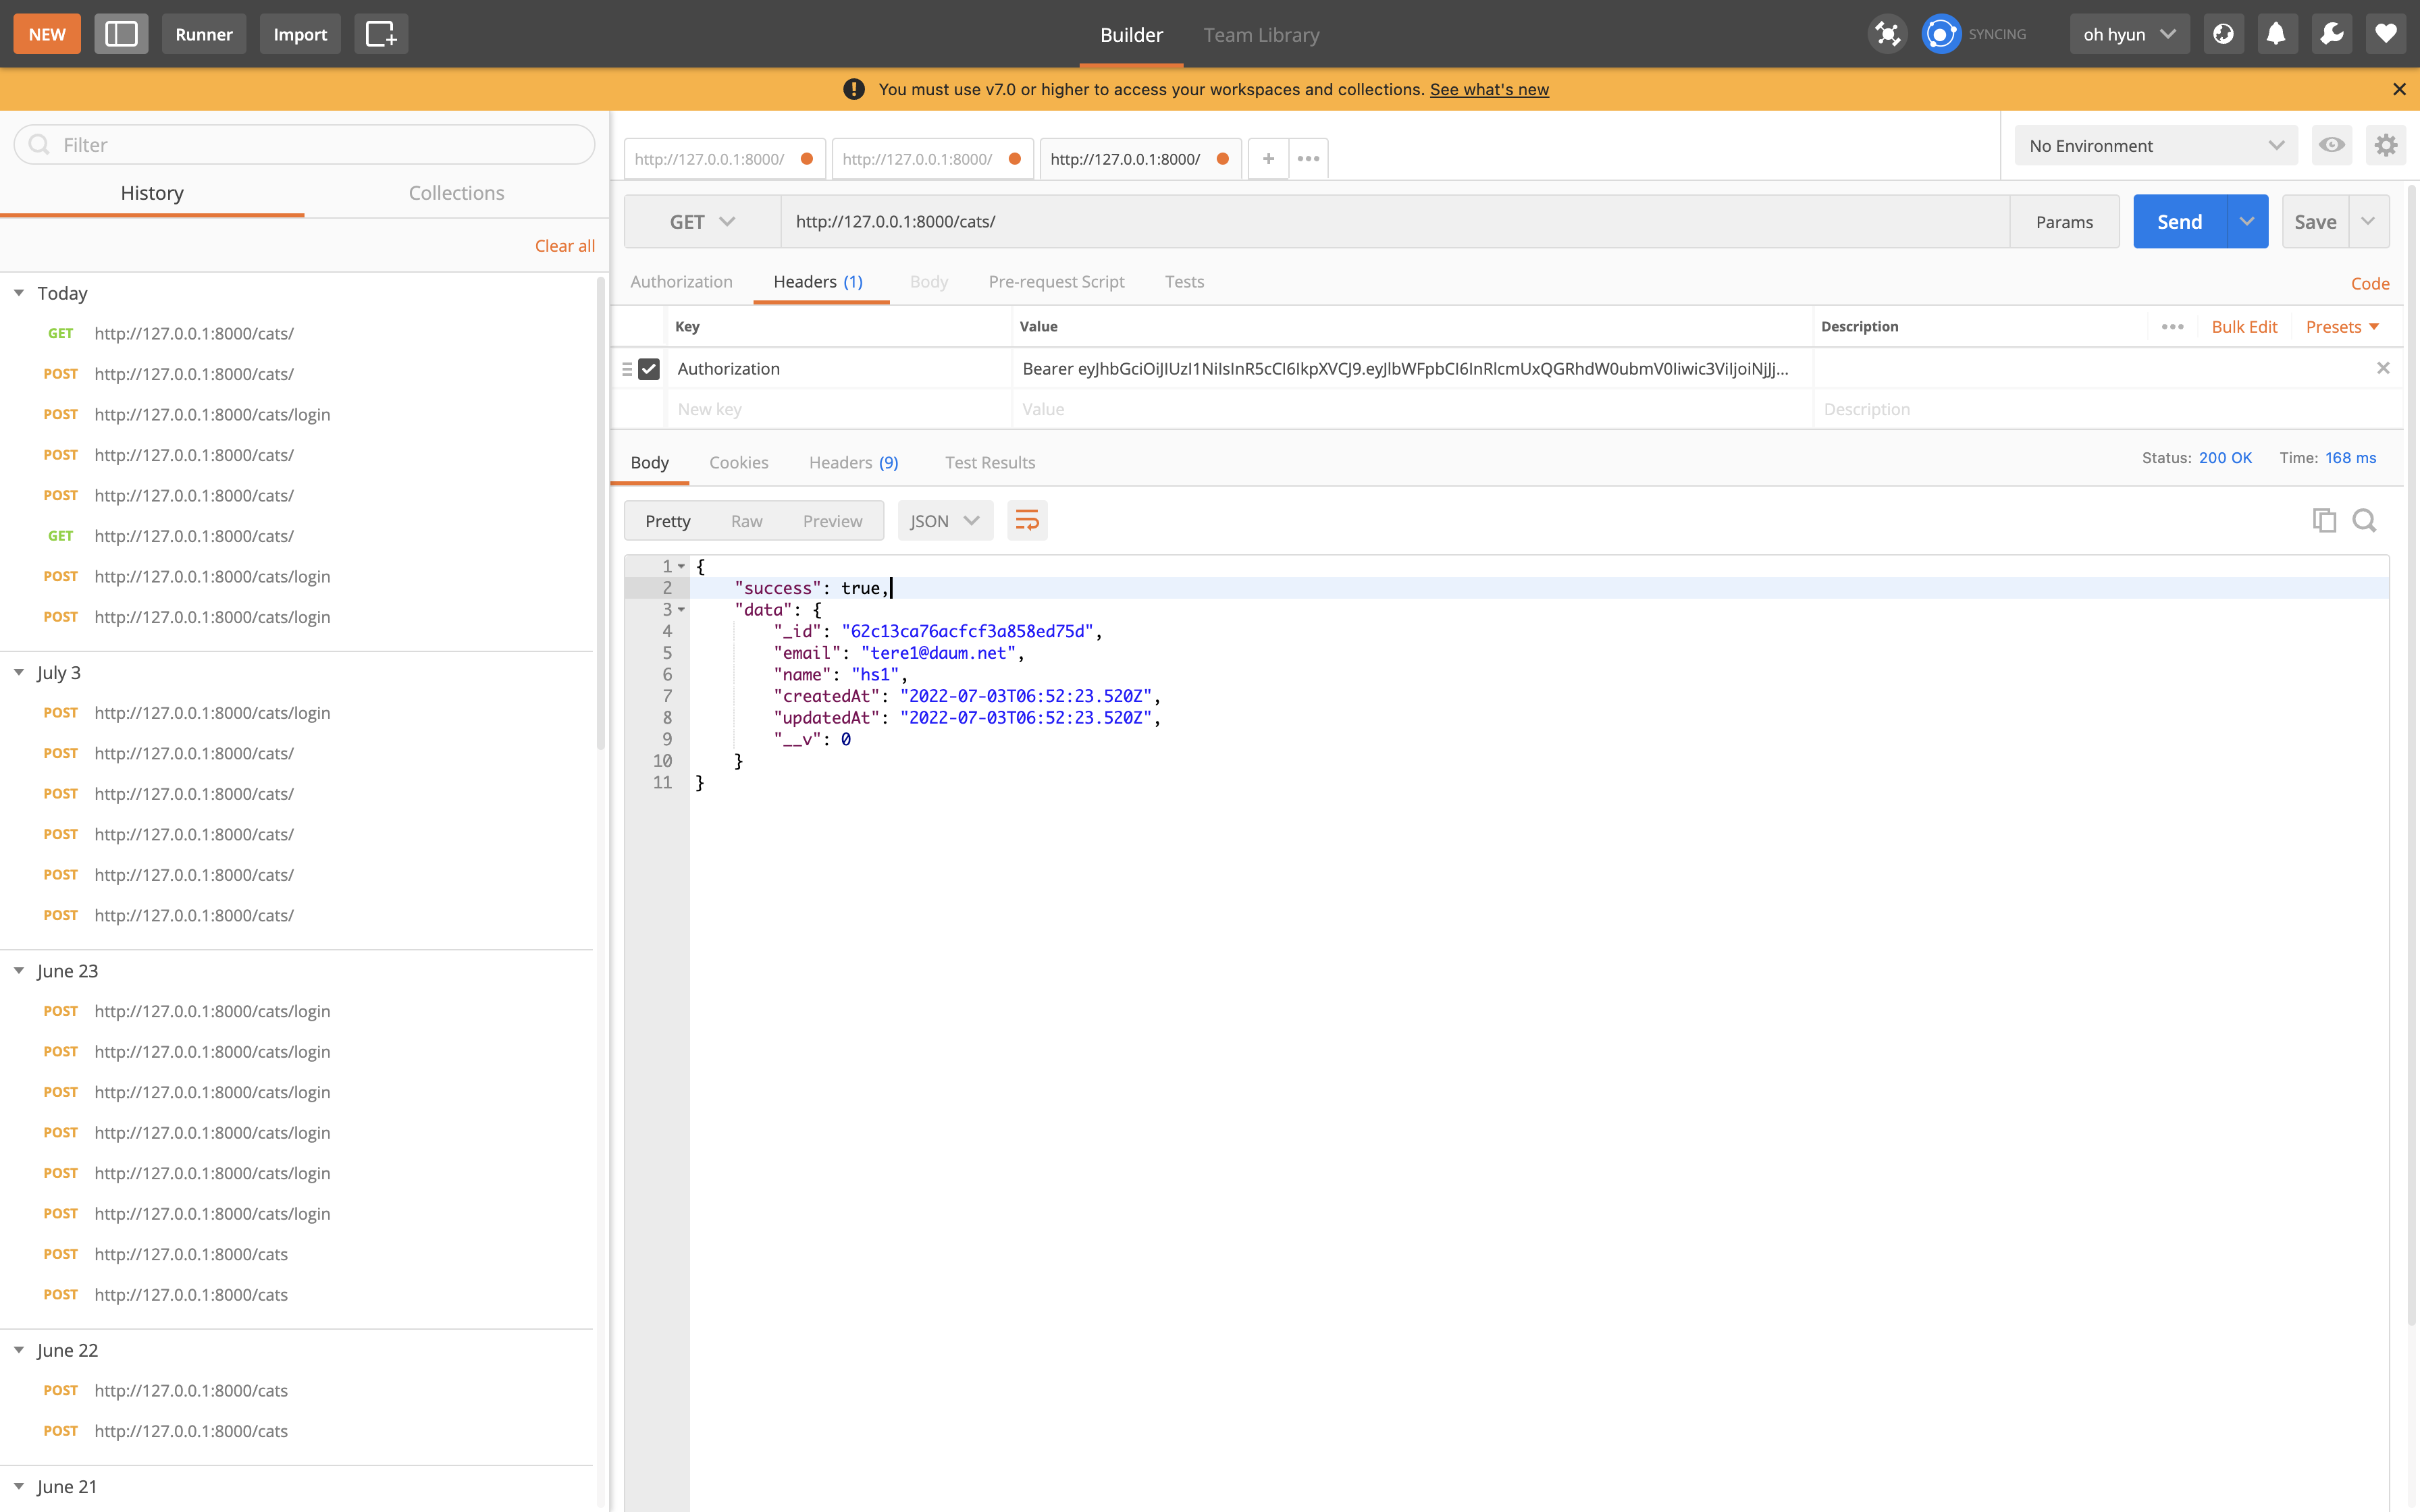 NEW
Runner
Import
Builder
Team Library
SYNCING
oh hyun
You must use v7.0 or higher to access your workspaces and collections. See what's new
Filter
History
Collections
Clear all
Today
GET http://127.0.0.1:8000/cats/
POST http://127.0.0.1:8000/cats/
POST http://127.0.0.1:8000/cats/login
POST http://127.0.0.1:8000/cats/
POST http://127.0.0.1:8000/cats/
GET http://127.0.0.1:8000/cats/
POST http://127.0.0.1:8000/cats/login
POST http://127.0.0.1:8000/cats/login
July 3
POST http://127.0.0.1:8000/cats/login
POST http://127.0.0.1:8000/cats/
POST http://127.0.0.1:8000/cats/
POST http://127.0.0.1:8000/cats/
POST http://127.0.0.1:8000/cats/
POST http://127.0.0.1:8000/cats/
June 23
POST http://127.0.0.1:8000/cats/login
POST http://127.0.0.1:8000/cats/login
POST http://127.0.0.1:8000/cats/login
POST http://127.0.0.1:8000/cats/login
POST http://127.0.0.1:8000/cats/login
POST http://127.0.0.1:8000/cats/login
POST http://127.0.0.1:8000/cats
POST http://127.0.0.1:8000/cats
June 22
POST http://127.0.0.1:8000/cats
POST http://127.0.0.1:8000/cats
June 21
http://127.0.0.1:8000/
http://127.0.0.1:8000/
http://127.0.0.1:8000/
No Environment
GET
http://127.0.0.1:8000/cats/
Params
Send
Save
Authorization
Headers (1)
Body
Pre-request Script
Tests
Code
Key
Value
Description
Bulk Edit
Presets
Authorization
Bearer eyJhbGciOiJIUzI1NiIsInR5cCI6IkpXVCJ9.eyJlbWFpbCI6InRlcmUxQGRhdW0ubmV0Iiwic3ViIjoiNjJj...
New key
Value
Description
Body
Cookies
Headers (9)
Test Results
Status: 200 OK
Time: 168 ms
Pretty
Raw
Preview
JSON
1 {
2 "success": true,
3 "data": {
4 "_id": "62c13ca76acfcf3a858ed75d",
5 "email": "tere1@daum.net",
6 "name": "hs1",
7 "createdAt": "2022-07-03T06:52:23.520Z",
8 "updatedAt": "2022-07-03T06:52:23.520Z",
9 "__v": 0
10 }
11 }